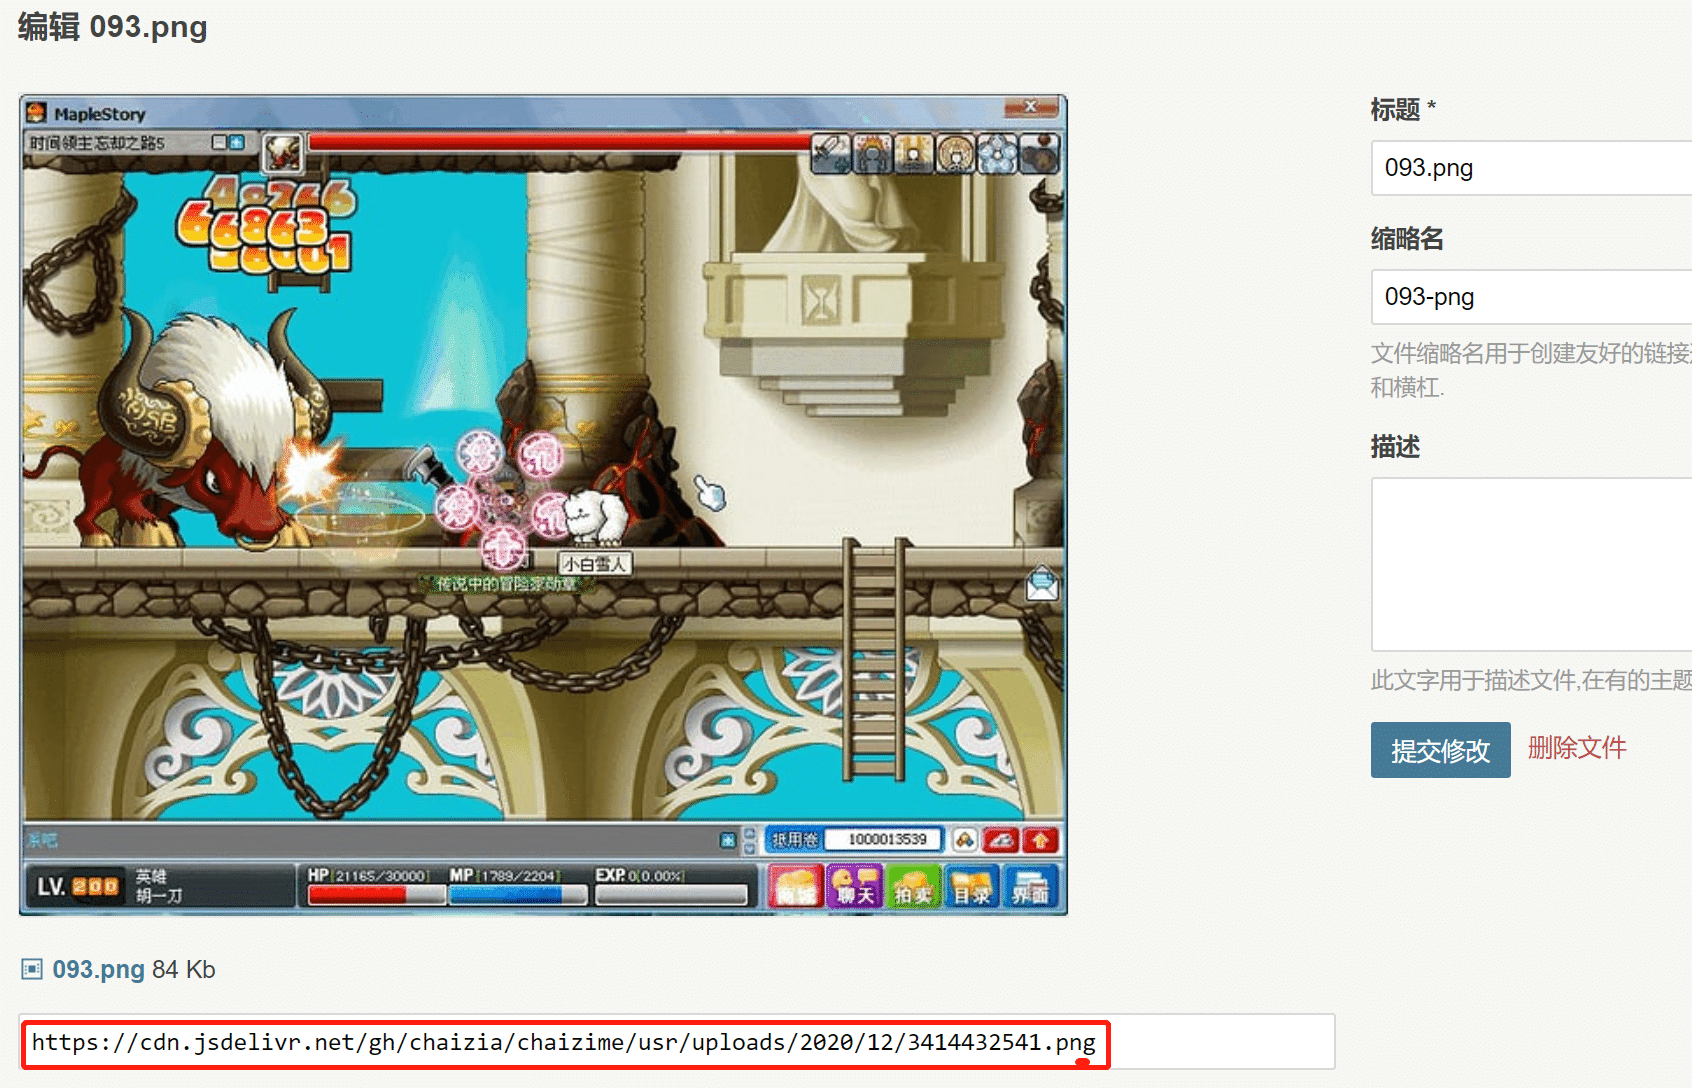 编辑 093.png
MapleStory
时间领主忘却之路5
48266
66863
58001
小白雪人
传说中的冒险家勋章
系吧
抵用卷 1000013539
LV. 200
英雄
胡一刀
HP[21165/30000] MP[1789/2204] EXP. 0[0.00%]
商城 聊天 拍卖 目录 界面
093.png 84 Kb
https://cdn.jsdelivr.net/gh/chaizia/chaizime/usr/uploads/2020/12/3414432541.png
标题 *
093.png
缩略名
093-png
文件缩略名用于创建友好的链接
和横杠.
描述
此文字用于描述文件,在有的主题
提交修改 删除文件